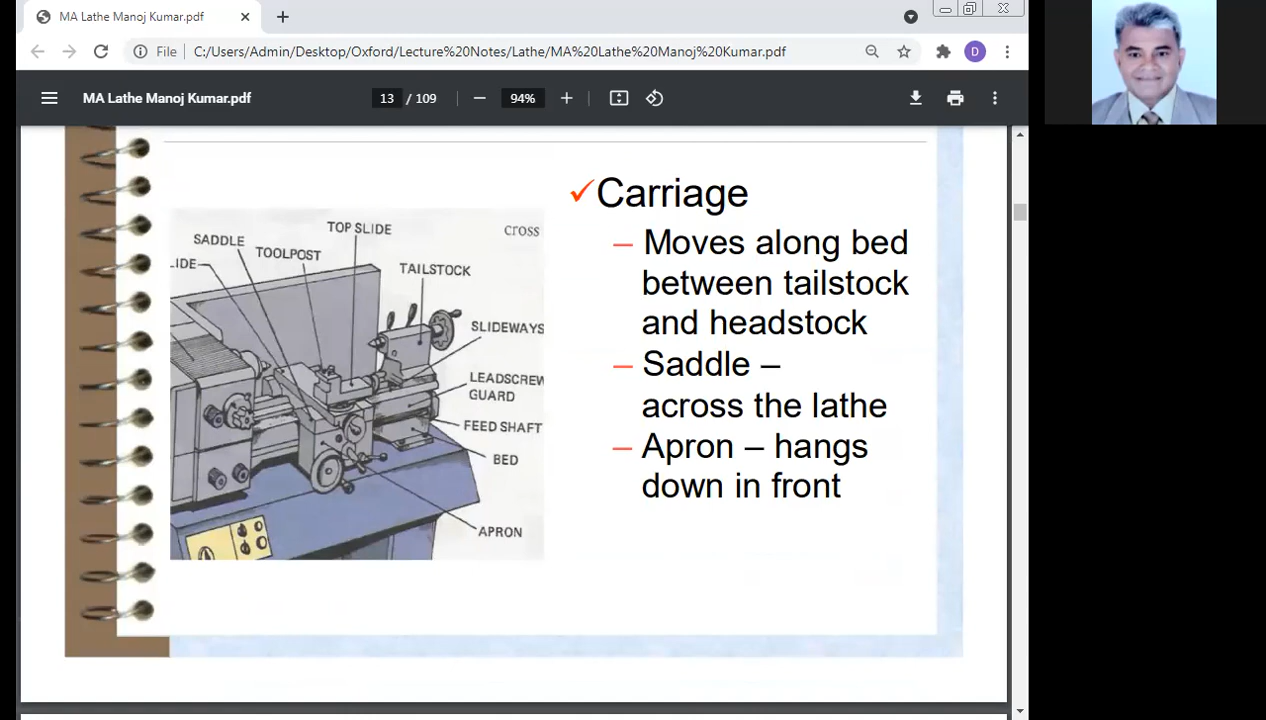 MA Lathe Manoj Kumar.pdf
File
C:/Users/Admin/Desktop/Oxford/Lecture%20Notes/Lathe/MA%20Lathe%20Manoj%20Kumar.pdf
D
MA Lathe Manoj Kumar.pdf
13 / 109
94%
Carriage
– Moves along bed
between tailstock
and headstock
– Saddle –
across the lathe
– Apron – hangs
down in front
TOP SLIDE
cross
SADDLE
TOOLPOST
LIDE
TAILSTOCK
SLIDEWAYS
LEADSCREW
GUARD
FEED SHAFT
BED
APRON